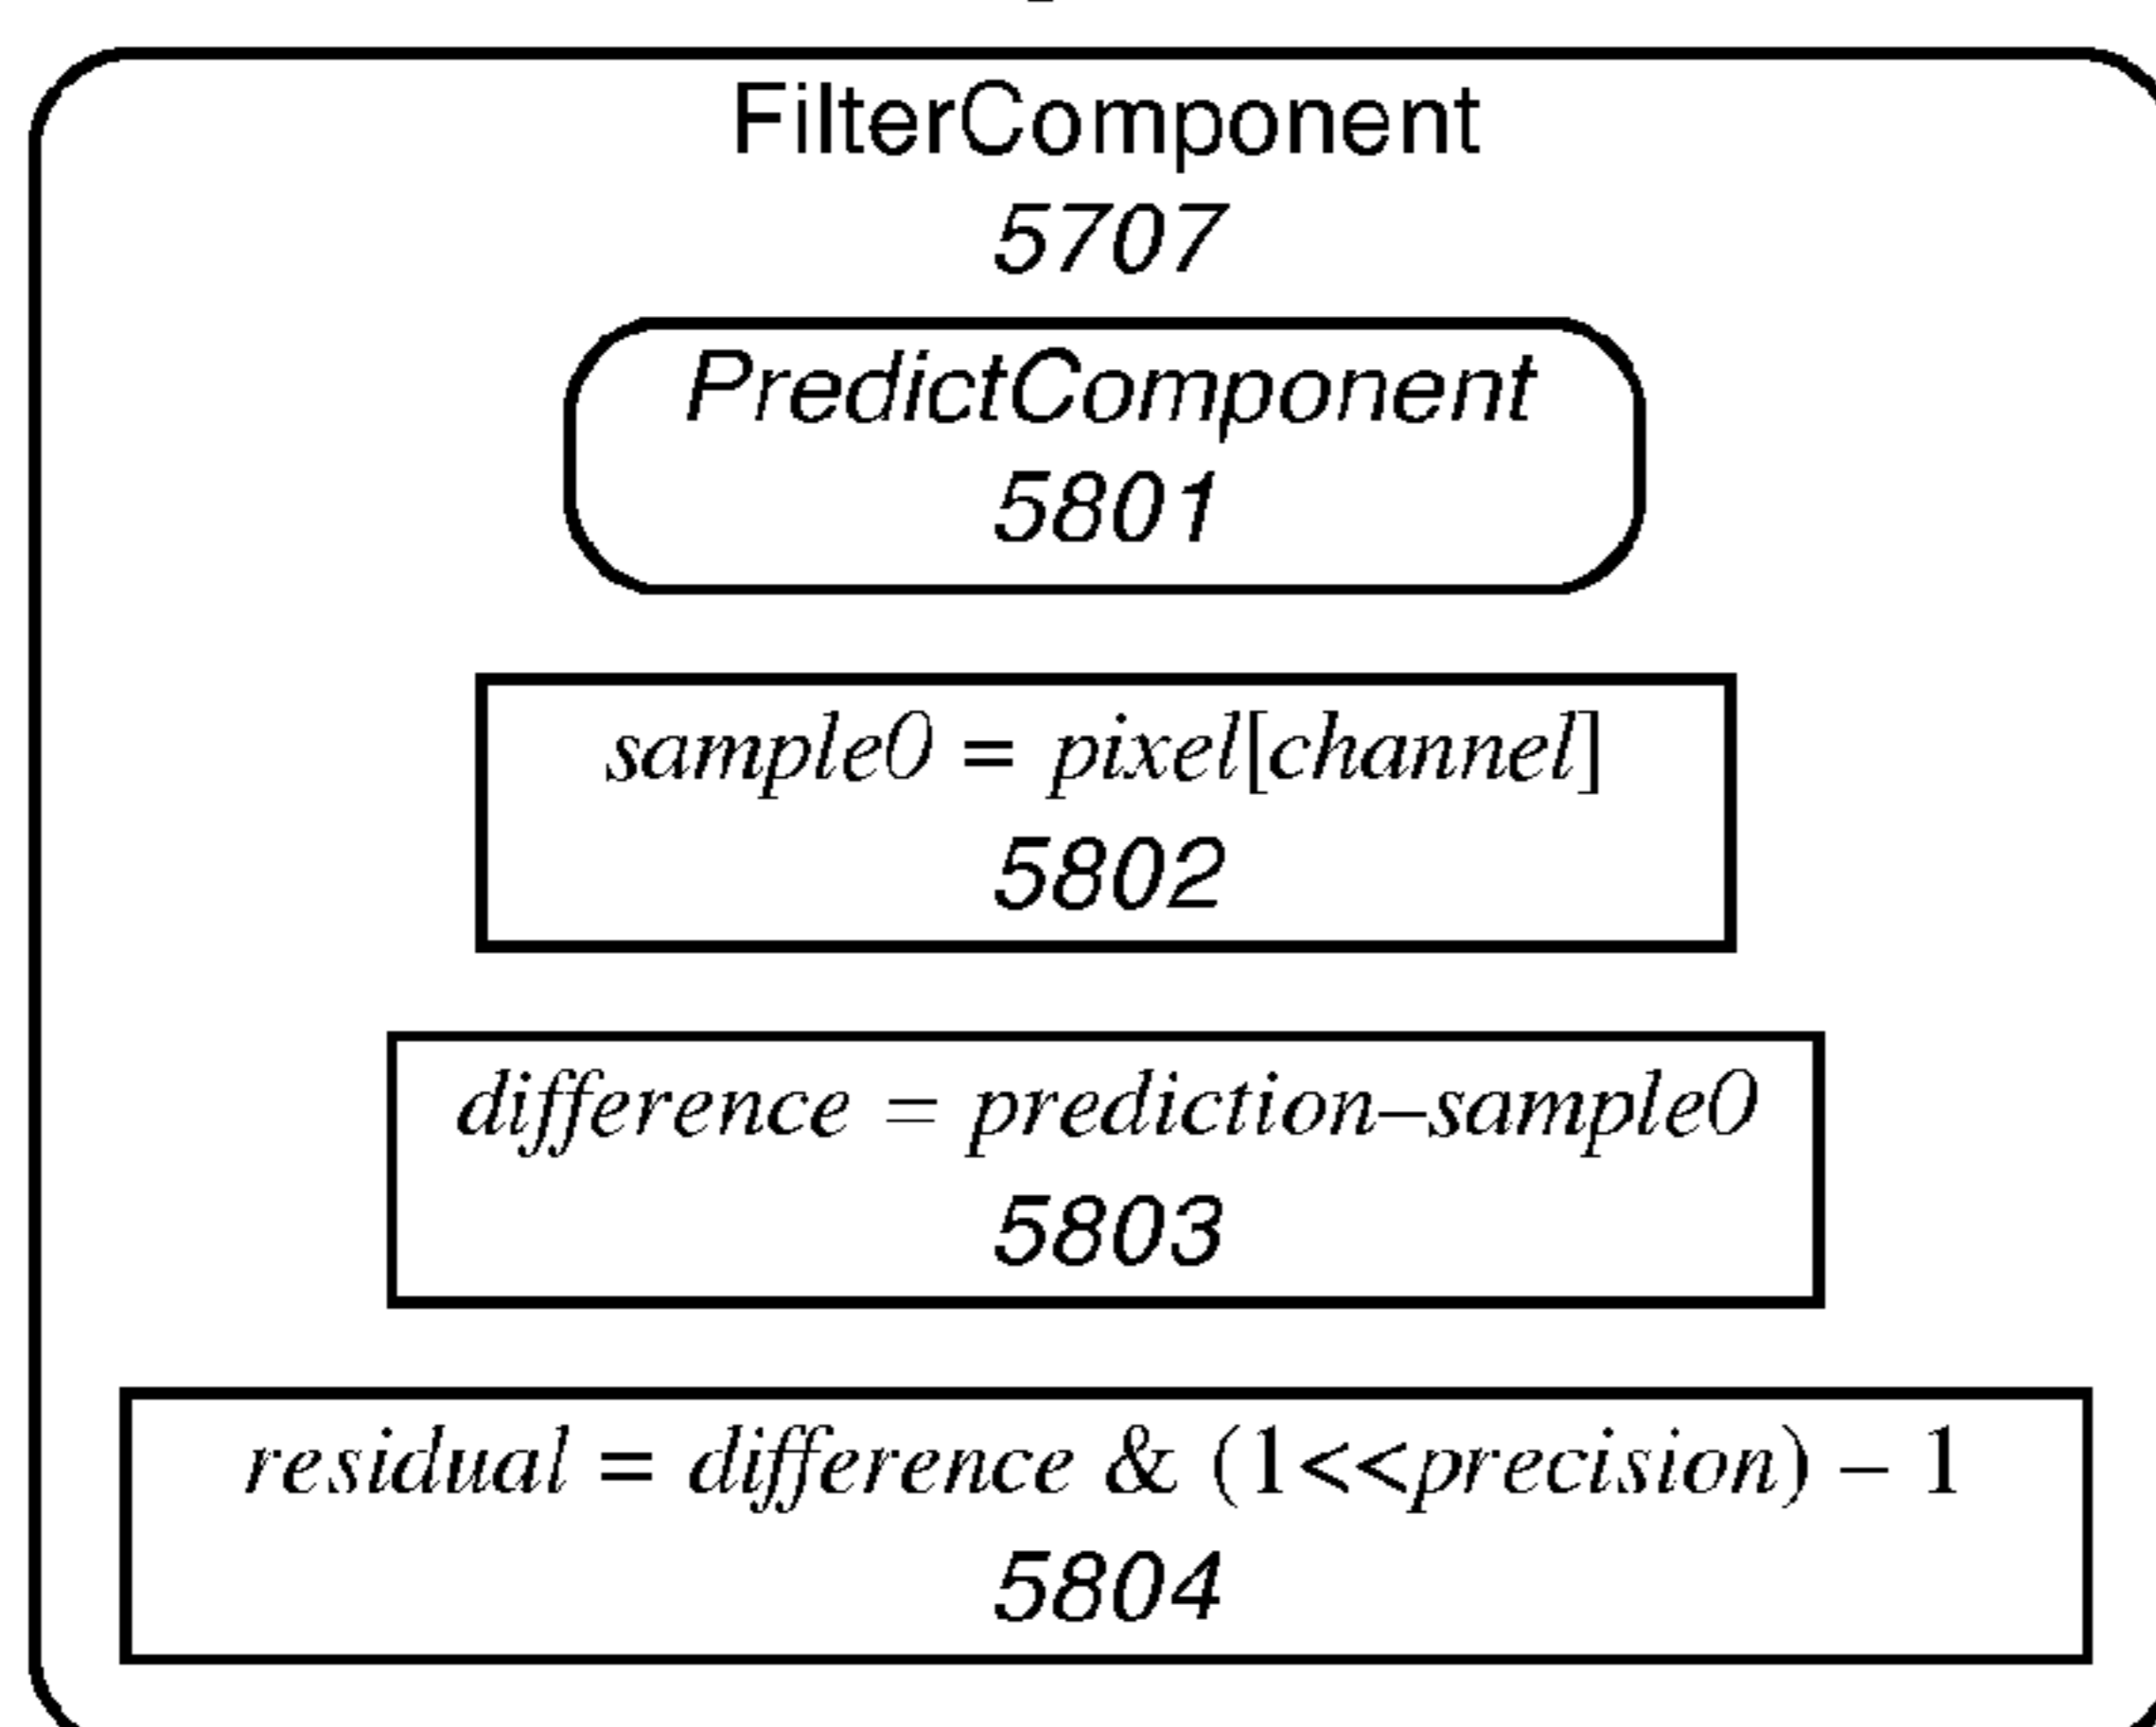 FilterComponent
5707
PredictComponent
5801
sample0 = pixel[channel]
5802
difference = prediction–sample0
5803
residual = difference & (1<<precision) – 1
5804